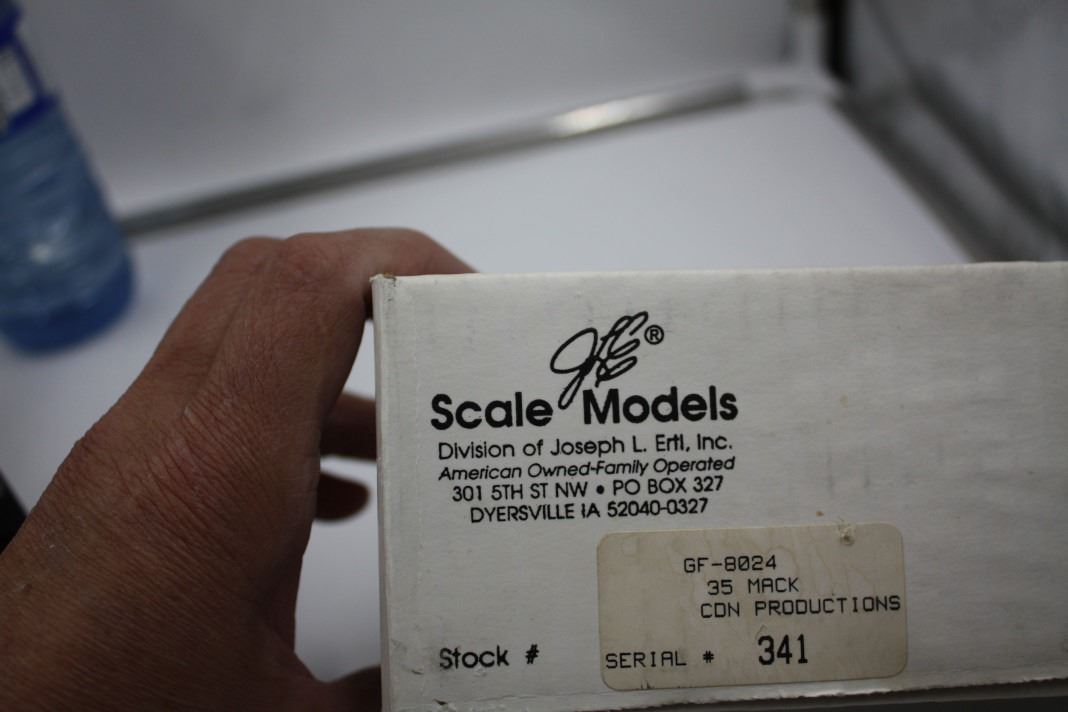 JLE®
Scale Models
Division of Joseph L. Ertl, Inc.
American Owned-Family Operated
301 5TH ST NW • PO BOX 327
DYERSVILLE IA 52040-0327
GF-8024
35 MACK
CDN PRODUCTIONS
Stock #
SERIAL # 341